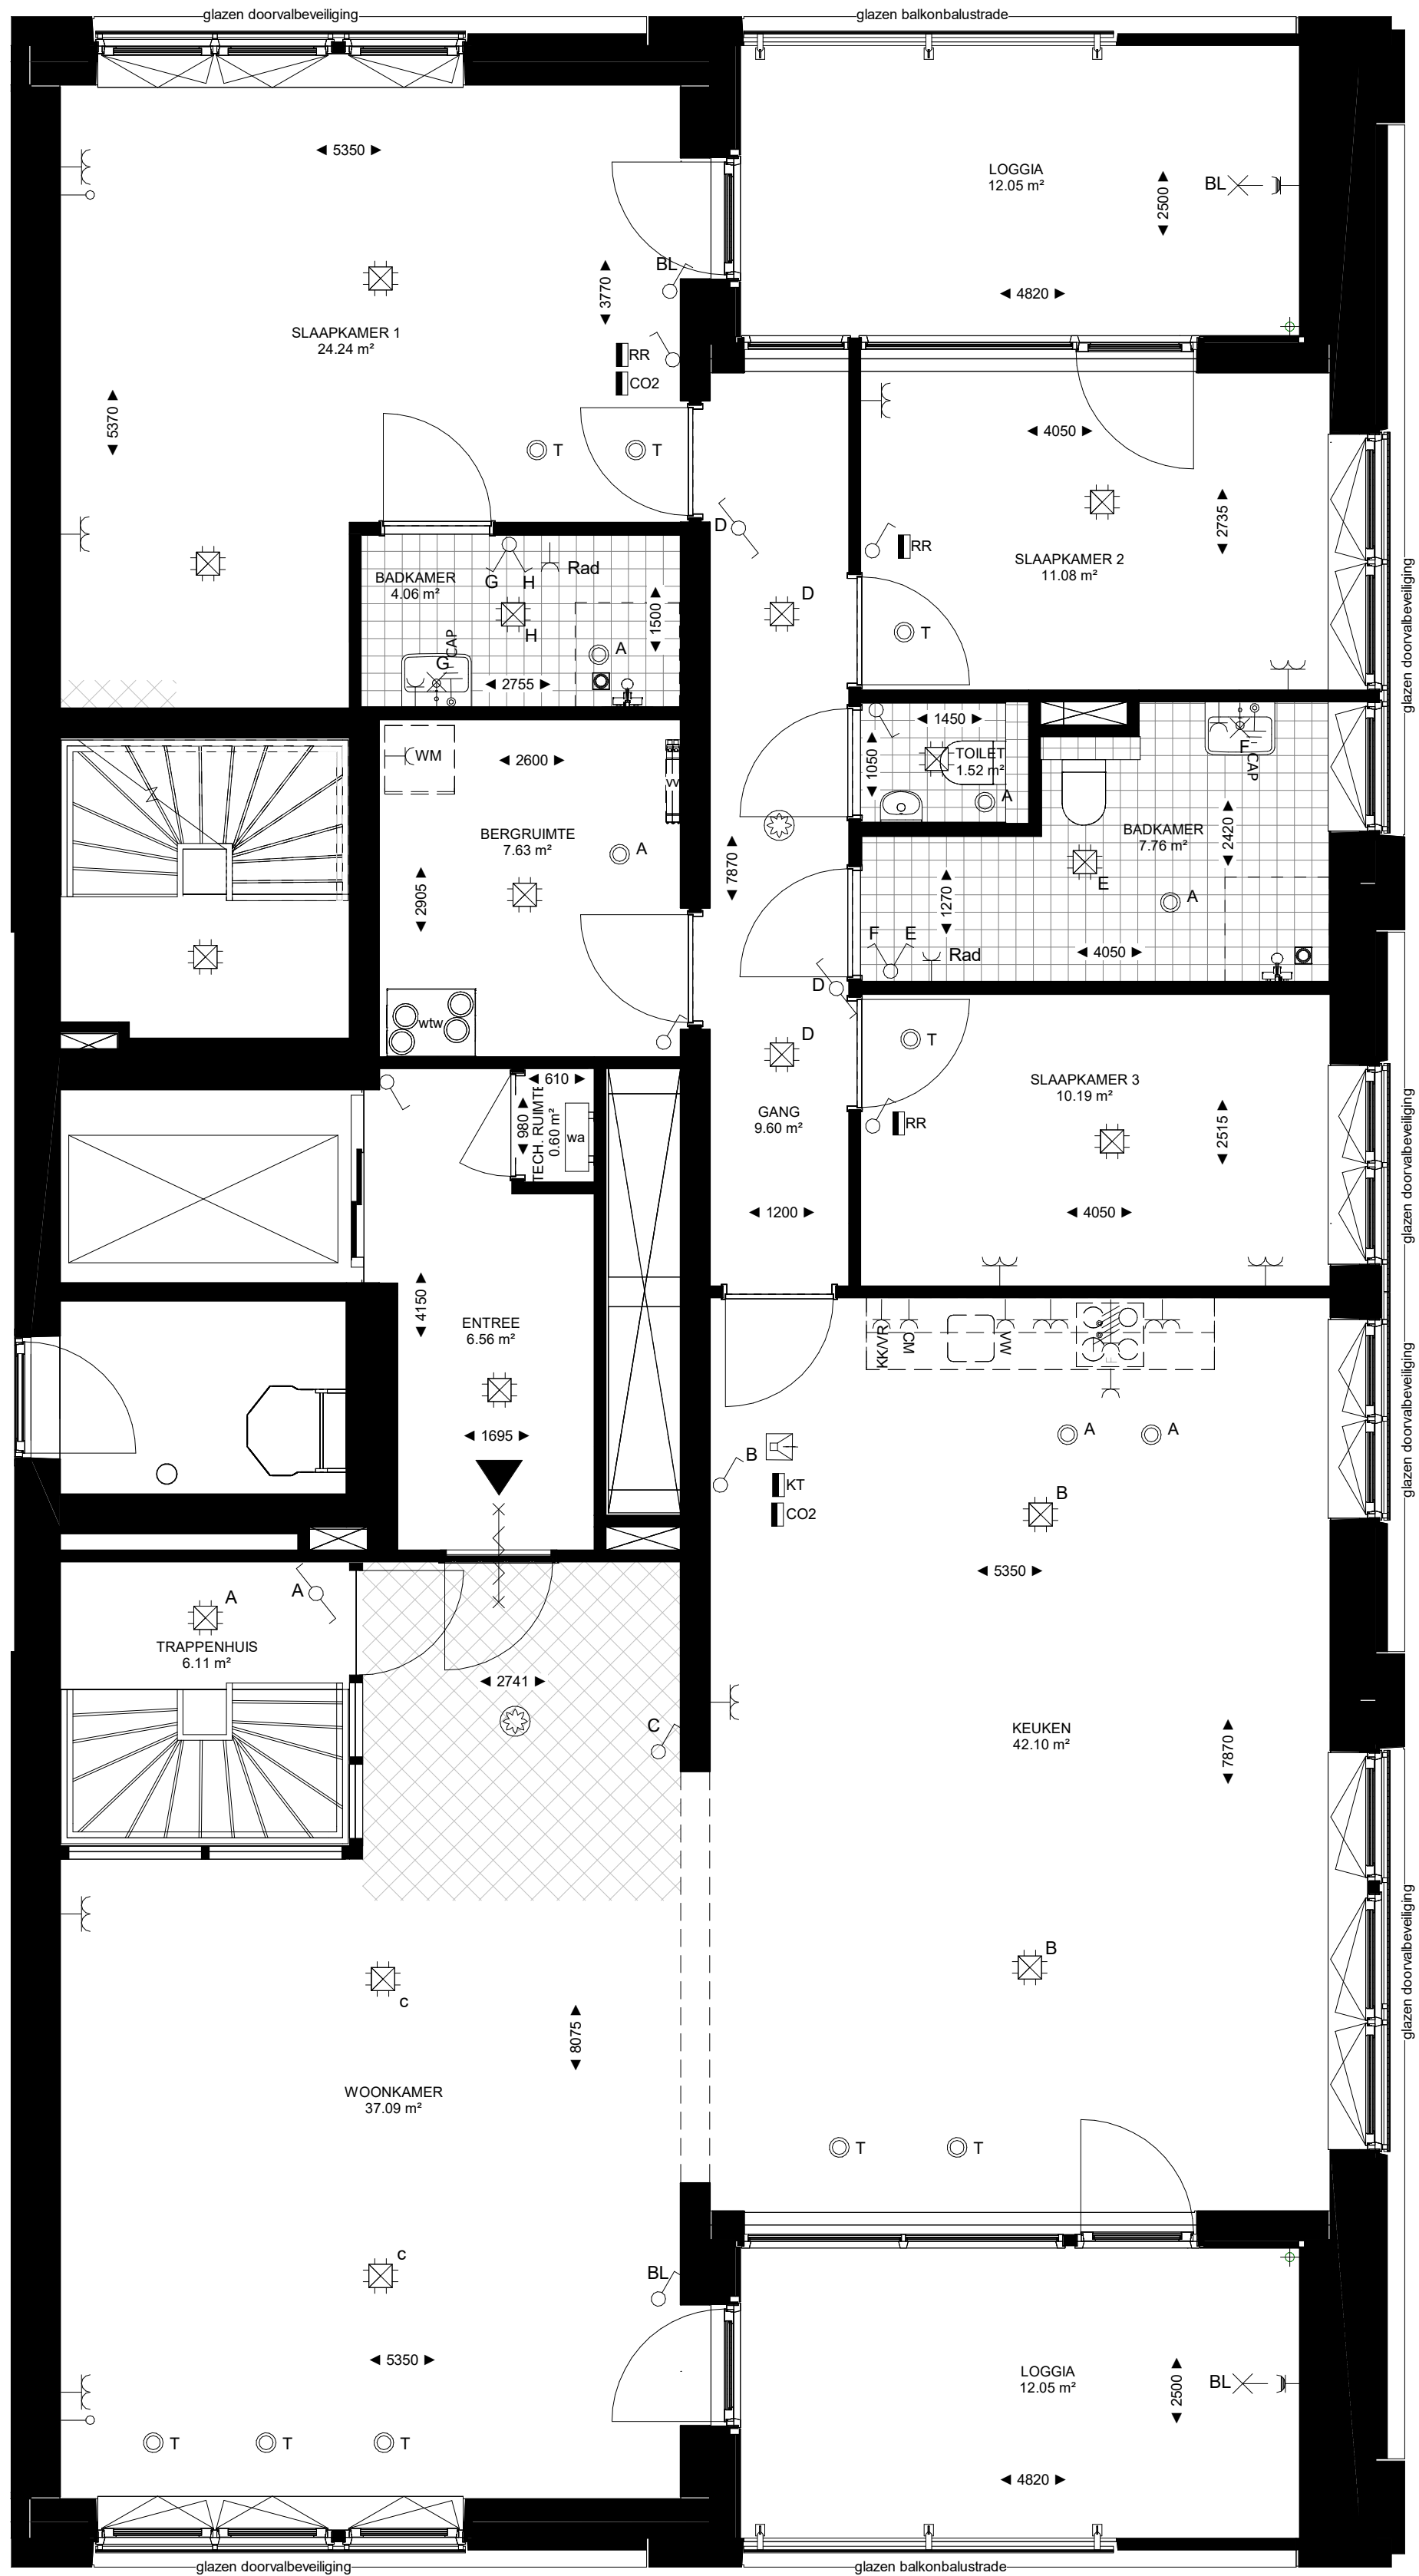 glazen doorvalbeveiliging
glazen balkonbalustrade
5350
LOGGIA
12.05 m²
2500
BL
4820
BL
3770
SLAAPKAMER 1
24.24 m²
RR
CO2
5370
T
T
4050
D
2735
RR
SLAAPKAMER 2
11.08 m²
glazen doorvalbeveiliging
BADKAMER
4.06 m²
G
H
Rad
H
1500
A
CAP
G
2755
D
T
1450
1050
TOILET
1.52 m²
A
F
CAP
WM
2600
vv
BERGRUIMTE
7.63 m²
A
2905
7870
BADKAMER
7.76 m²
2420
E
A
1270
F
E
Rad
4050
wtw
D
D
T
610
980
TECH. RUIMTE
0.60 m²
wa
GANG
9.60 m²
RR
SLAAPKAMER 3
10.19 m²
2515
glazen doorvalbeveiliging
1200
4050
4150
ENTREE
6.56 m²
1695
KK/VR
CM
VW
A
A
glazen doorvalbeveiliging
B
KT
CO2
B
5350
A
A
TRAPPENHUIS
6.11 m²
2741
C
KEUKEN
42.10 m²
7870
B
glazen doorvalbeveiliging
c
8075
WOONKAMER
37.09 m²
T
T
c
BL
5350
LOGGIA
12.05 m²
2500
BL
T
T
T
4820
glazen doorvalbeveiliging
glazen balkonbalustrade